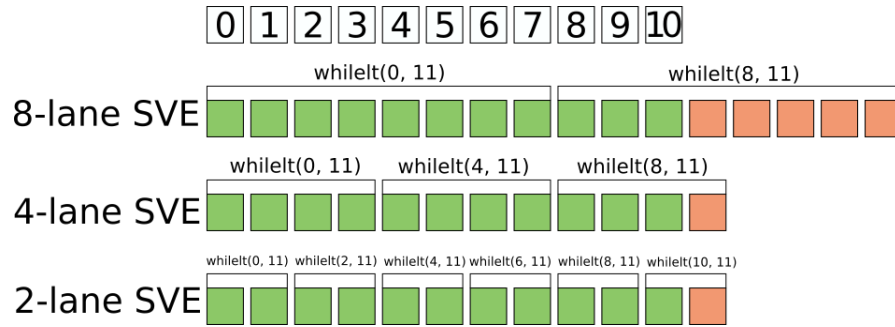 0 1 2 3 4 5 6 7 8 9 10
whilelt(0, 11) whilelt(8, 11)
8-lane SVE
whilelt(0, 11) whilelt(4, 11) whilelt(8, 11)
4-lane SVE
whilelt(0, 11) whilelt(2, 11) whilelt(4, 11) whilelt(6, 11) whilelt(8, 11) whilelt(10, 11)
2-lane SVE